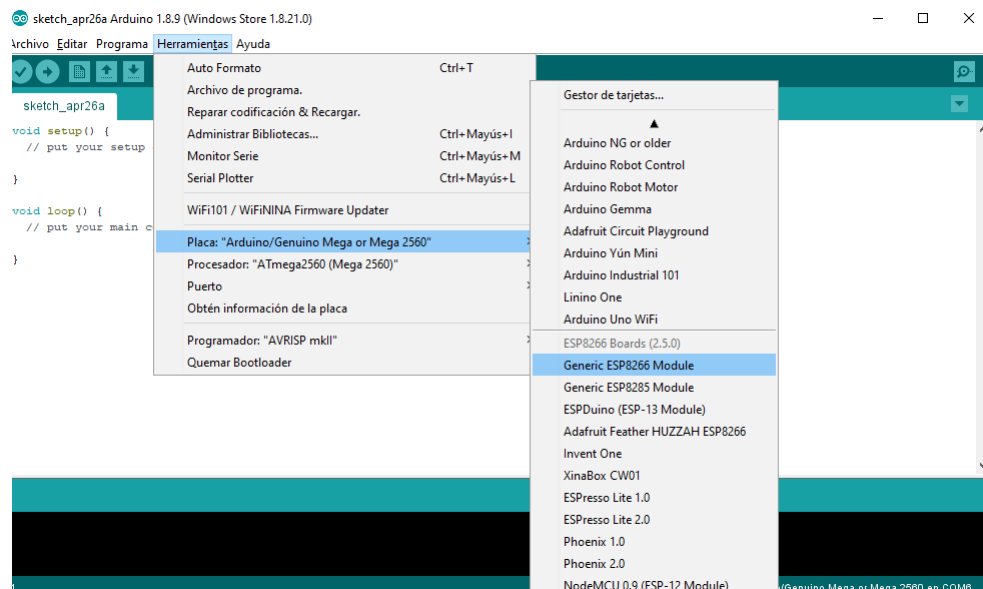 sketch_apr26a Arduino 1.8.9 (Windows Store 1.8.21.0)
Archivo Editar Programa Herramientas Ayuda
sketch_apr26a
void setup() {
// put your setup
}
void loop() {
// put your main c
}
Auto Formato Ctrl+T
Archivo de programa.
Reparar codificación & Recargar.
Administrar Bibliotecas... Ctrl+Mayús+I
Monitor Serie Ctrl+Mayús+M
Serial Plotter Ctrl+Mayús+L
WiFi101 / WiFiNINA Firmware Updater
Placa: "Arduino/Genuino Mega or Mega 2560"
Procesador: "ATmega2560 (Mega 2560)"
Puerto
Obtén información de la placa
Programador: "AVRISP mkII"
Quemar Bootloader
Gestor de tarjetas...
Arduino NG or older
Arduino Robot Control
Arduino Robot Motor
Arduino Gemma
Adafruit Circuit Playground
Arduino Yún Mini
Arduino Industrial 101
Linino One
Arduino Uno WiFi
ESP8266 Boards (2.5.0)
Generic ESP8266 Module
Generic ESP8285 Module
ESPDuino (ESP-13 Module)
Adafruit Feather HUZZAH ESP8266
Invent One
XinaBox CW01
ESPresso Lite 1.0
ESPresso Lite 2.0
Phoenix 1.0
Phoenix 2.0
NodeMCU 0.9 (ESP-12 Module)
/Genuino Mega or Mega 2560 en COM6